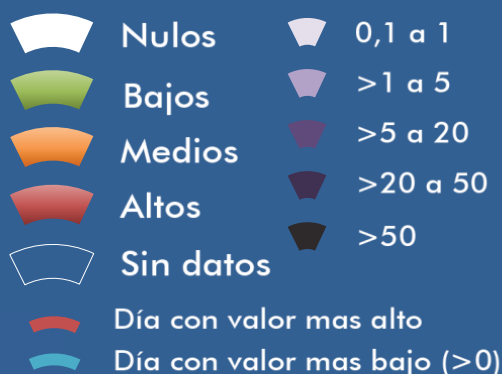 Nulos
Bajos
Medios
Altos
Sin datos
0,1 a 1
>1 a 5
>5 a 20
>20 a 50
>50
Día con valor mas alto
Día con valor mas bajo (>0)